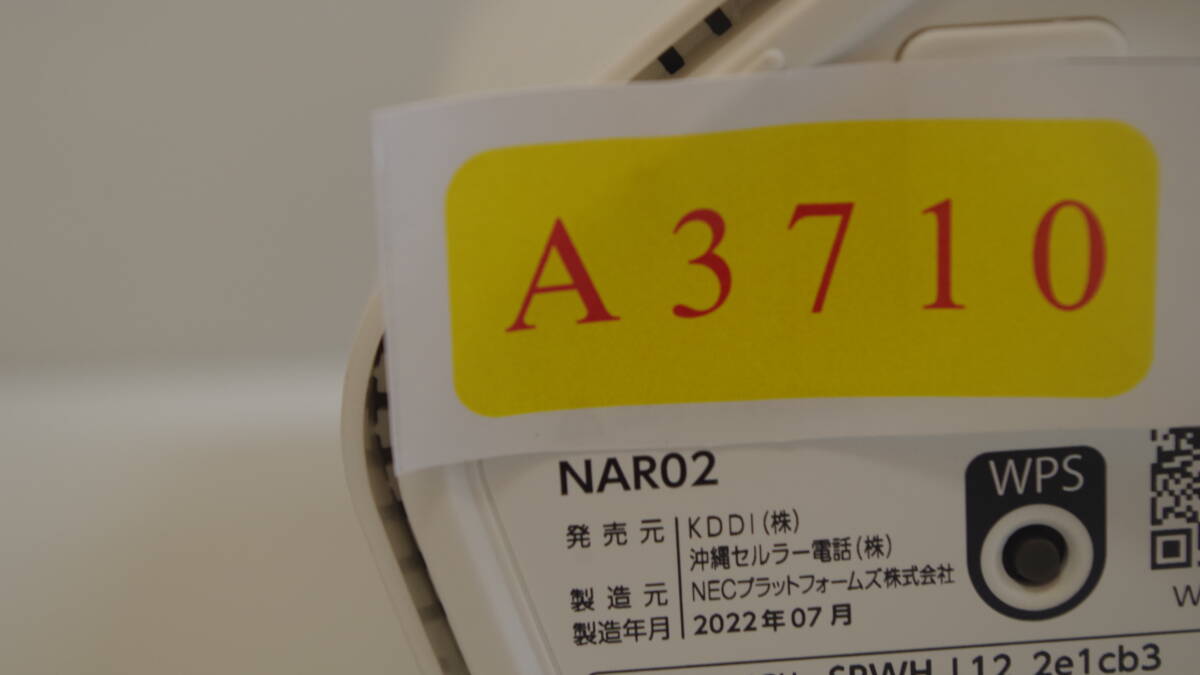 A3710
NAR02
WPS
発売元 KDDI(株)
沖縄セルラー電話(株)
製造元 NECプラットフォームズ株式会社
製造年月 2022年07月
SPWH_L12_2e1cb3